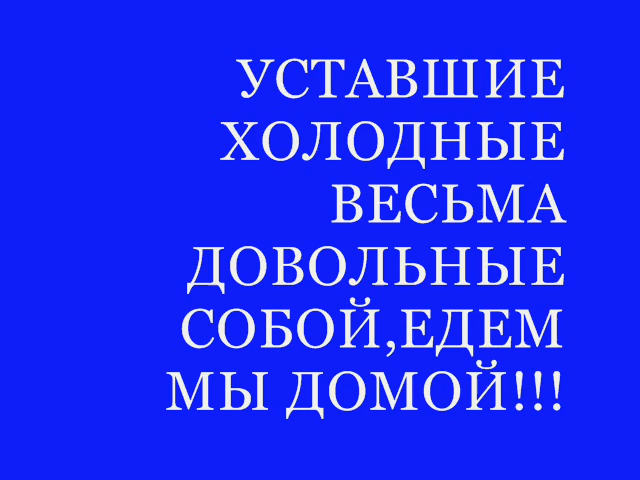 УСТАВШИЕ
ХОЛОДНЫЕ
ВЕСЬМА
ДОВОЛЬНЫЕ
СОБОЙ,ЕДЕМ
МЫ ДОМОЙ!!!